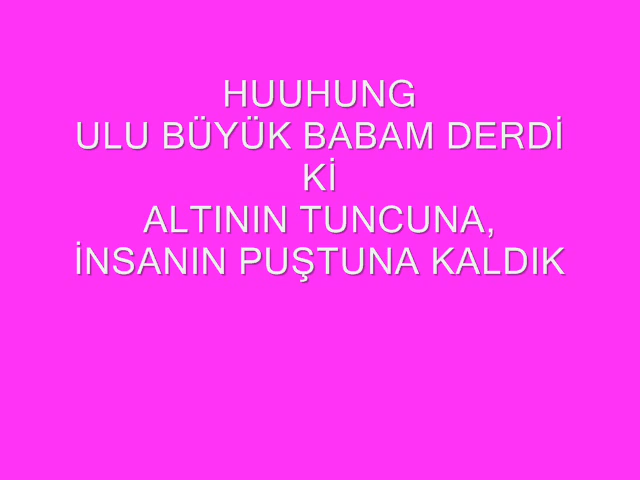 HUUHUNG
ULU BÜYÜK BABAM DERDİ
Kİ
ALTININ TUNCUNA,
İNSANIN PUŞTUNA KALDIK